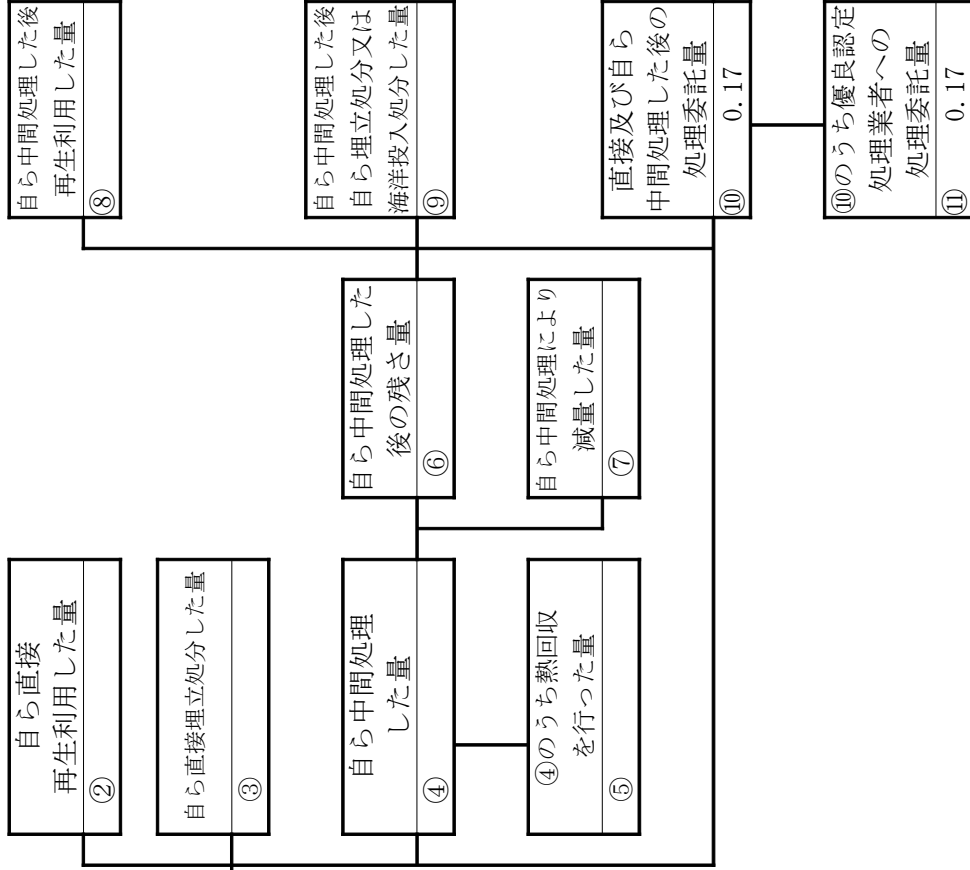 自ら直接
再生利用した量
②
自ら直接埋立処分した量
③
自ら中間処理
した量
④
④のうち熱回収
を行った量
⑤
自ら中間処理した
後の残さ量
⑥
自ら中間処理により
減量した量
⑦
自ら中間処理した後
再生利用した量
⑧
自ら中間処理した後
自ら埋立処分又は
海洋投入処分した量
⑨
直接及び自ら
中間処理した後の
処理委託量
⑩ 0.17
⑩のうち優良認定
処理業者への
処理委託量
⑪ 0.17